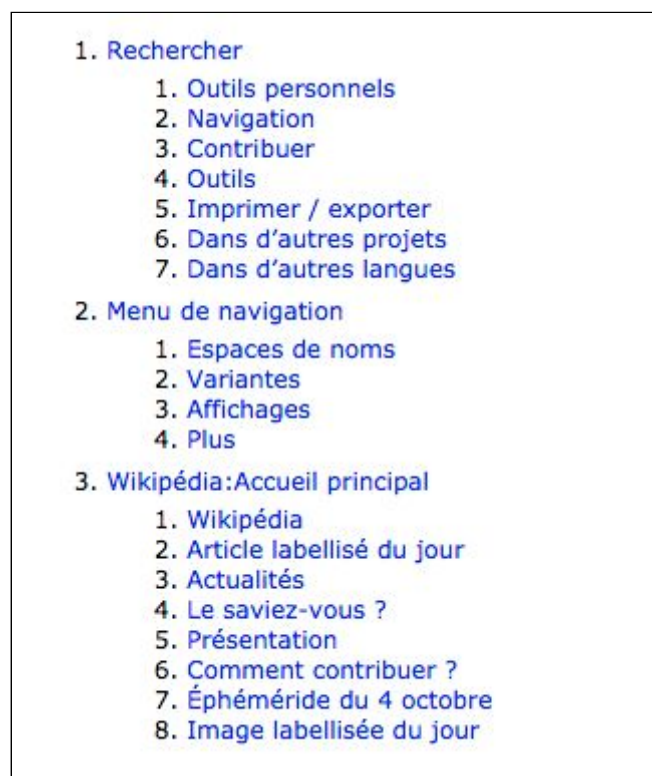 1. Rechercher
1. Outils personnels
2. Navigation
3. Contribuer
4. Outils
5. Imprimer / exporter
6. Dans d’autres projets
7. Dans d’autres langues
2. Menu de navigation
1. Espaces de noms
2. Variantes
3. Affichages
4. Plus
3. Wikipédia:Accueil principal
1. Wikipédia
2. Article labellisé du jour
3. Actualités
4. Le saviez-vous ?
5. Présentation
6. Comment contribuer ?
7. Éphéméride du 4 octobre
8. Image labellisée du jour